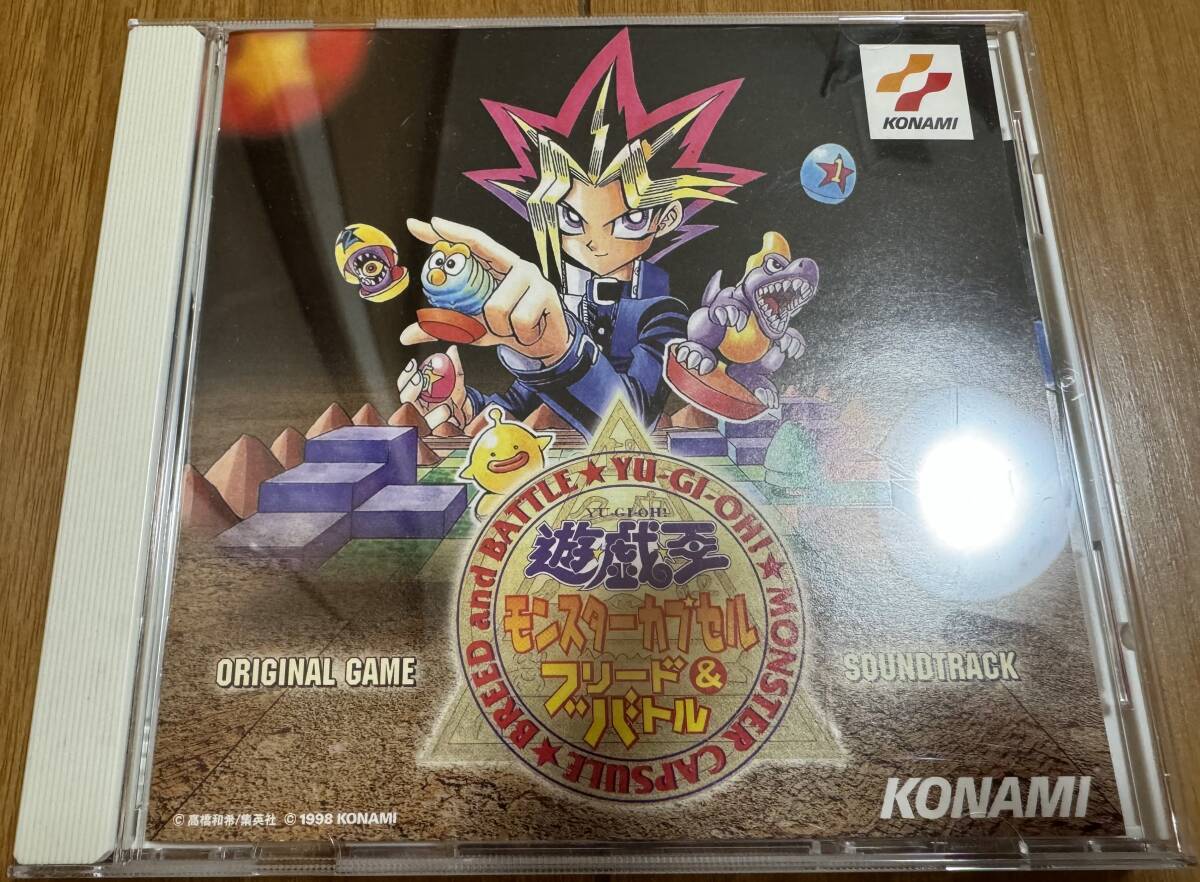 KONAMI
1
BREED and BATTLE★YU-GI-OH!★MONSTER CAPSULE★
YU-GI-OH!
遊☆戯☆王
モンスターカプセル
ブリード&
バトル
ORIGINAL GAME
SOUNDTRACK
KONAMI
© 高橋和希/集英社 © 1998 KONAMI